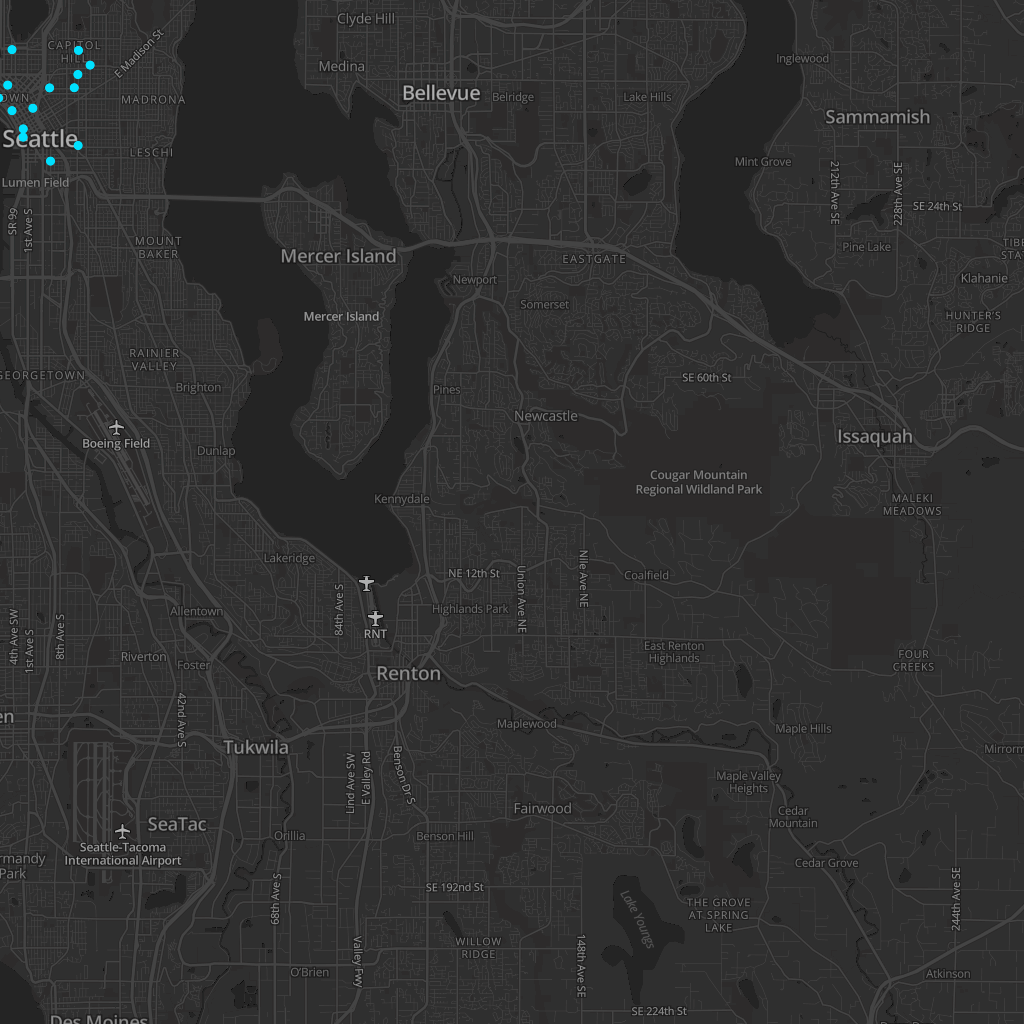 Clyde Hill
CAPITOL
HILL
E Madison St
Medina
Inglewood
Bellevue
Belridge
Lake Hills
OWN
MADRONA
Sammamish
Seattle
LESCHI
Mint Grove
Lumen Field
212th Ave SE
228th Ave SE
SE 24th St
SR 99
1st Ave S
MOUNT
BAKER
Mercer Island
EASTGATE
Pine Lake
TIBE
STAT
Newport
Klahanie
Somerset
Mercer Island
HUNTER'S
RIDGE
RAINIER
VALLEY
GEORGETOWN
Brighton
Pines
SE 60th St
Newcastle
Boeing Field
Dunlap
Issaquah
Cougar Mountain
Regional Wildland Park
Kennydale
MALEKI
MEADOWS
Lakeridge
NE 12th St
Coalfield
84th Ave S
Union Ave NE
Nile Ave NE
Allentown
Highlands Park
RNT
4th Ave SW
1st Ave S
8th Ave S
Riverton
Foster
East Renton
Highlands
FOUR
CREEKS
Renton
en
42nd Ave S
Maplewood
Maple Hills
Tukwila
Mirrorm
Lind Ave SW
E Valley Rd
Benson Dr S
Maple Valley
Heights
Fairwood
Cedar
Mountain
SeaTac
Orillia
Benson Hill
Seattle-Tacoma
International Airport
rmandy
Park
Cedar Grove
SE 192nd St
68th Ave S
244th Ave SE
Lake Youngs
THE GROVE
AT SPRING
LAKE
WILLOW
RIDGE
Valley Fwy
148th Ave SE
O'Brien
Atkinson
SE 224th St
Des Moines